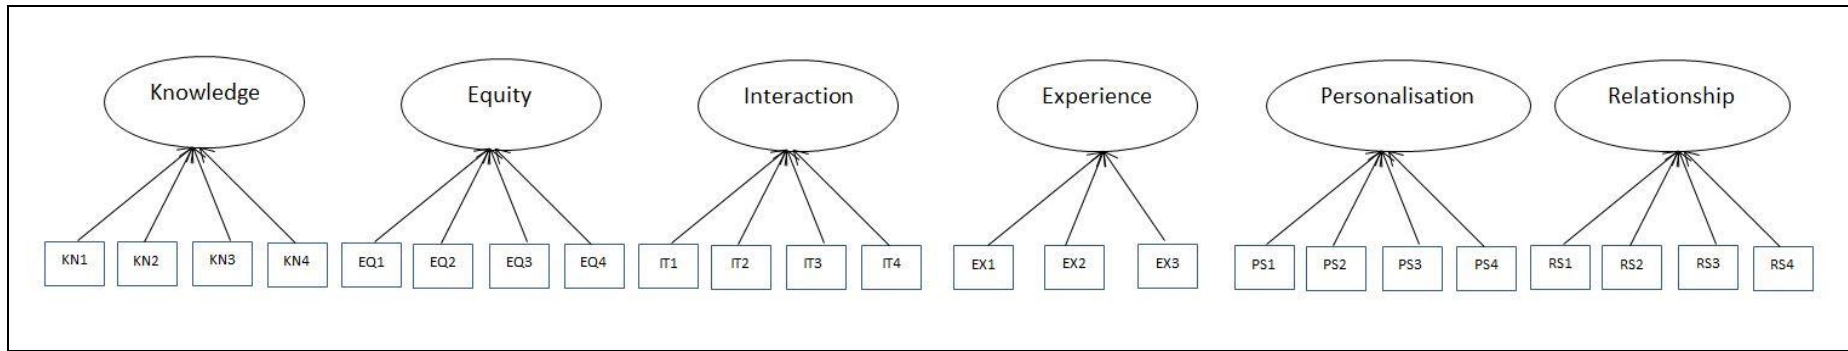 Knowledge
Equity
Interaction
Experience
Personalisation
Relationship
KN1
KN2
KN3
KN4
EQ1
EQ2
EQ3
EQ4
IT1
IT2
IT3
IT4
EX1
EX2
EX3
PS1
PS2
PS3
PS4
RS1
RS2
RS3
RS4